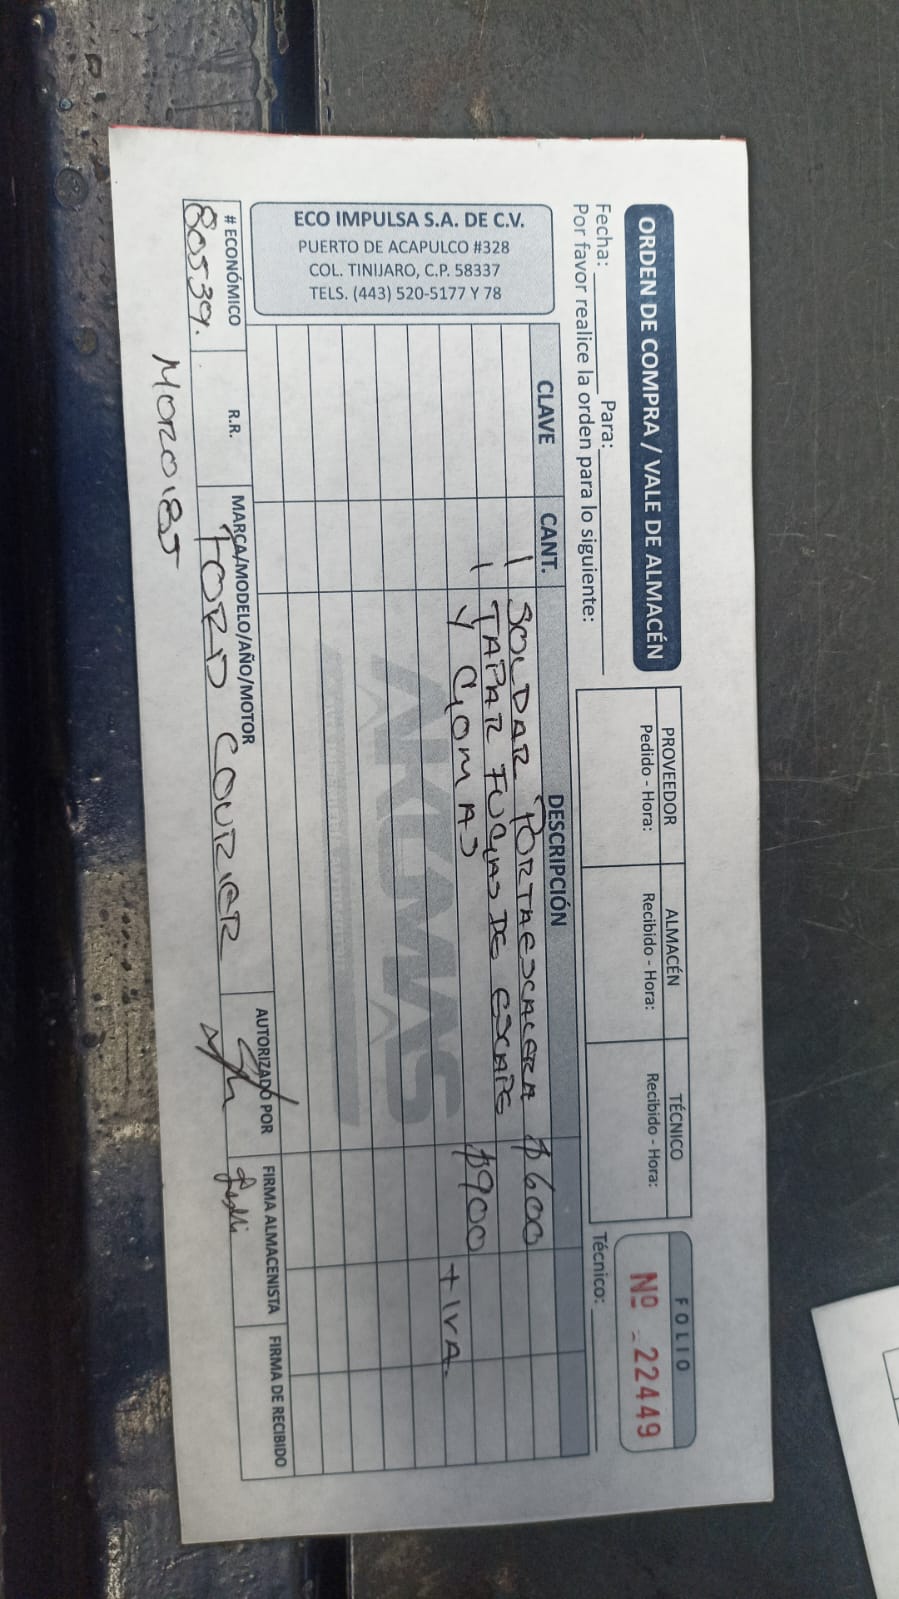 ORDEN DE COMPRA / VALE DE ALMACÉN
Fecha: Para:
Por favor realice la orden para lo siguiente:
PROVEEDOR ALMACÉN TÉCNICO
Pedido - Hora: Recibido - Hora: Recibido - Hora:
FOLIO
Nº 22449
Técnico:
CLAVE CANT. DESCRIPCIÓN
1 SOLDAR PORTAESCALERA $600
1 TAPAR FUGAS DE ESCAPE $900
Y GOMAS + IVA.
AKUMAS
ECO IMPULSA S.A. DE C.V.
PUERTO DE ACAPULCO #328
COL. TINIJARO, C.P. 58337
TELS. (443) 520-5177 Y 78
# ECONÓMICO R.R. MARCA/MODELO/AÑO/MOTOR AUTORIZADO POR FIRMA ALMACENISTA FIRMA DE RECIBIDO
80539. FORD COURIER